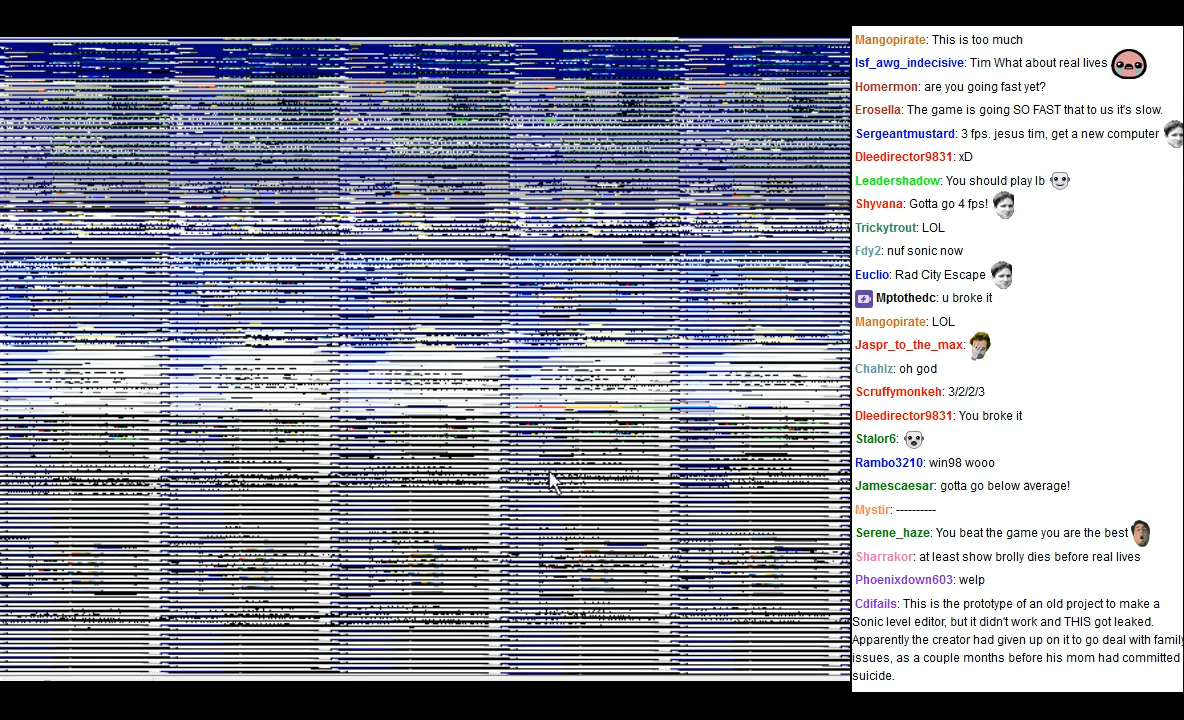 Mangopirate: This is too much
lsf_awg_indecisive: Tim What about real lives
Homermon: are you going fast yet?
Erosella: The game is going SO FAST that to us it's slow.
Sergeantmustard: 3 fps. jesus tim, get a new computer
Dleedirector9831: xD
Leadershadow: You should play Ib
Shyvana: Gotta go 4 fps!
Trickytrout: LOL
Fdy2: nuf sonic now
Euclio: Rad City Escape
Mptothedc: u broke it
Mangopirate: LOL
Jaspr_to_the_max:
Chahlz: oh god
Scruffymonkeh: 3/2/2/3
Dleedirector9831: You broke it
Stalor6:
Rambo3210: win98 wooo
Jamescaesar: gotta go below average!
Mystir: ----------
Serene_haze: You beat the game you are the best
Sharrakor: at least show brolly dies before real lives
Phoenixdown603: welp
Cdifails: This is the prototype of an old project to make a
Sonic level editor, but it didn't work and THIS got leaked.
Apparently the creator had given up on it to go deal with family
issues, as a couple months before his mom had committed
suicide.